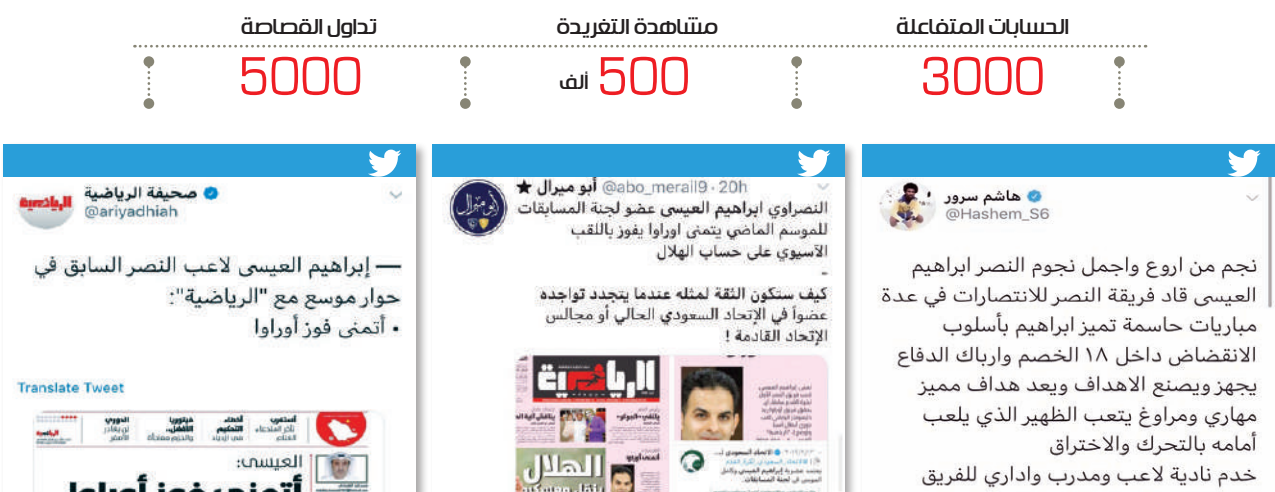 الحسابات المتفاعلة
3000
مشاهدة التغريدة
500 ألف
تداول القصاصة
5000
هاشم سرور
@Hashem_S6
نجم من اروع واجمل نجوم النصر ابراهيم
العيسى قاد فريقة النصر للانتصارات في عدة
مباريات حاسمة تميز ابراهيم بأسلوب
الانقضاض داخل ١٨ الخصم وارباك الدفاع
يجهز ويصنع الاهداف ويعد هداف مميز
مهاري ومراوغ يتعب الظهير الذي يلعب
أمامه بالتحرك والاختراق
خدم نادية لاعب ومدرب واداري للفريق
أبو ميرال ★ @abo_merall9 · 20h
النصراوي ابراهيم العيسى عضو لجنة المسابقات
للموسم الماضي يتمنى اوراوا يفوز باللقب
الآسيوي على حساب الهلال
-
كيف ستكون الثقة لمثله عندما يتجدد تواجده
عضواً في الإتحاد السعودي الحالي أو مجالس
الإتحاد القادمة !
الرياضية
الهلال
صحيفة الرياضية
الرياضية
@ariyadhiah
— إبراهيم العيسى لاعب النصر السابق في
حوار موسع مع "الرياضية":
• أتمنى فوز أوراوا
Translate Tweet
العيسى:
أتمنى فوز أوراوا